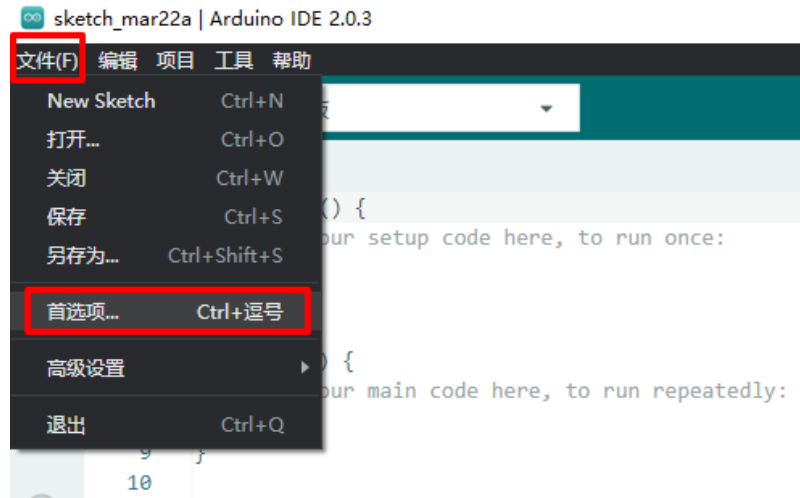 sketch_mar22a | Arduino IDE 2.0.3
文件(F) 编辑 项目 工具 帮助
New Sketch Ctrl+N
打开... Ctrl+O
关闭 Ctrl+W
保存 Ctrl+S
另存为... Ctrl+Shift+S
首选项... Ctrl+逗号
高级设置
退出 Ctrl+Q
() {
our setup code here, to run once:
) {
our main code here, to run repeatedly:
9 }
10